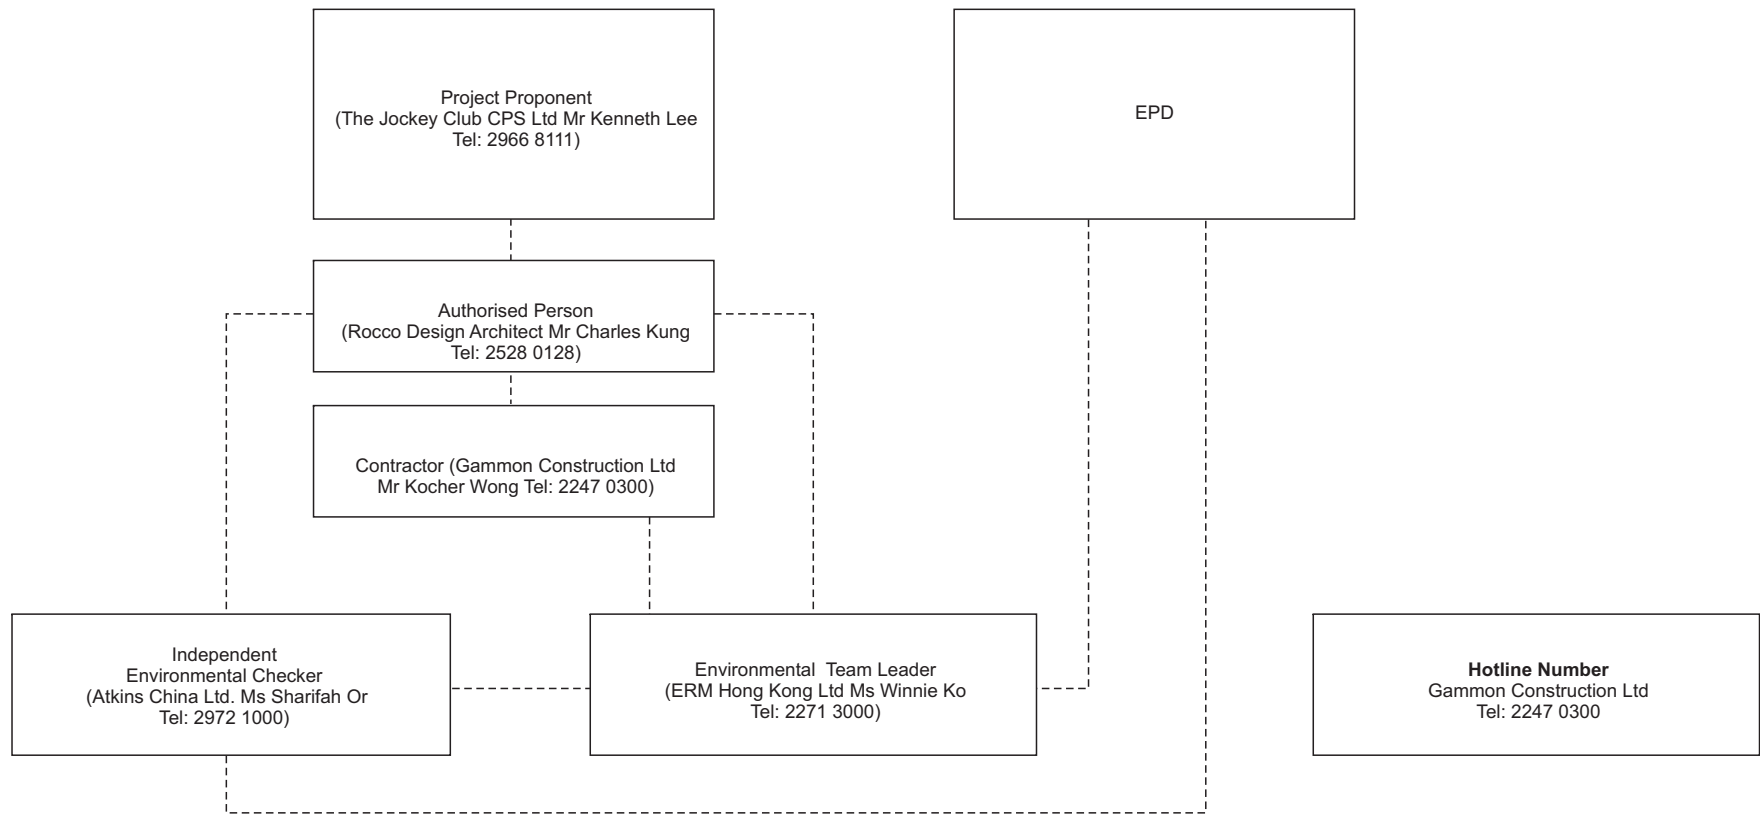 Project Proponent
(The Jockey Club CPS Ltd Mr Kenneth Lee
Tel: 2966 8111)
EPD
Authorised Person
(Rocco Design Architect Mr Charles Kung
Tel: 2528 0128)
Contractor (Gammon Construction Ltd
Mr Kocher Wong Tel: 2247 0300)
Independent
Environmental Checker
(Atkins China Ltd. Ms Sharifah Or
Tel: 2972 1000)
Environmental Team Leader
(ERM Hong Kong Ltd Ms Winnie Ko
Tel: 2271 3000)
Hotline Number
Gammon Construction Ltd
Tel: 2247 0300